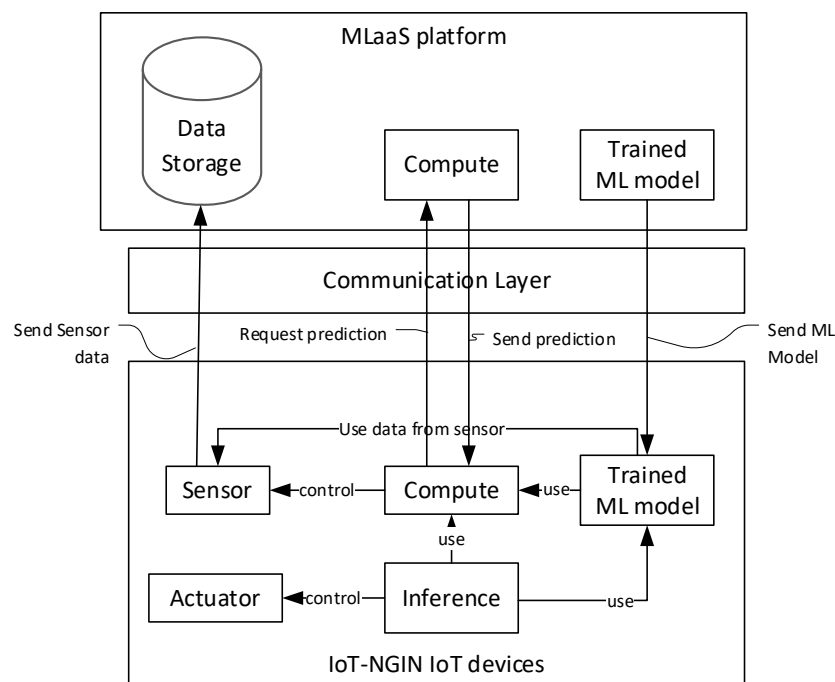 MLaaS platform
Data
Storage
Compute
Trained
ML model
Communication Layer
Send Sensor
data
Request prediction
Send prediction
Send ML
Model
Use data from sensor
Sensor
control
Compute
use
Trained
ML model
use
Actuator
control
Inference
use
IoT-NGIN IoT devices